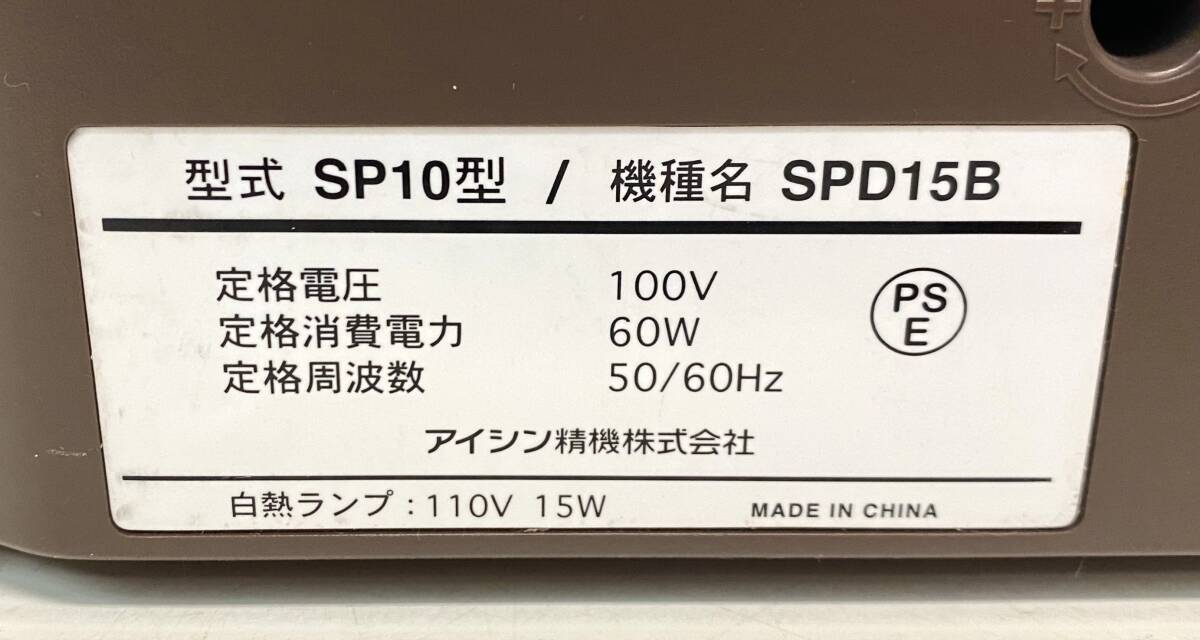 型式 SP10型 / 機種名 SPD15B
定格電圧 100V
定格消費電力 60W
定格周波数 50/60Hz
PS
E
アイシン精機株式会社
白熱ランプ : 110V 15W MADE IN CHINA
+